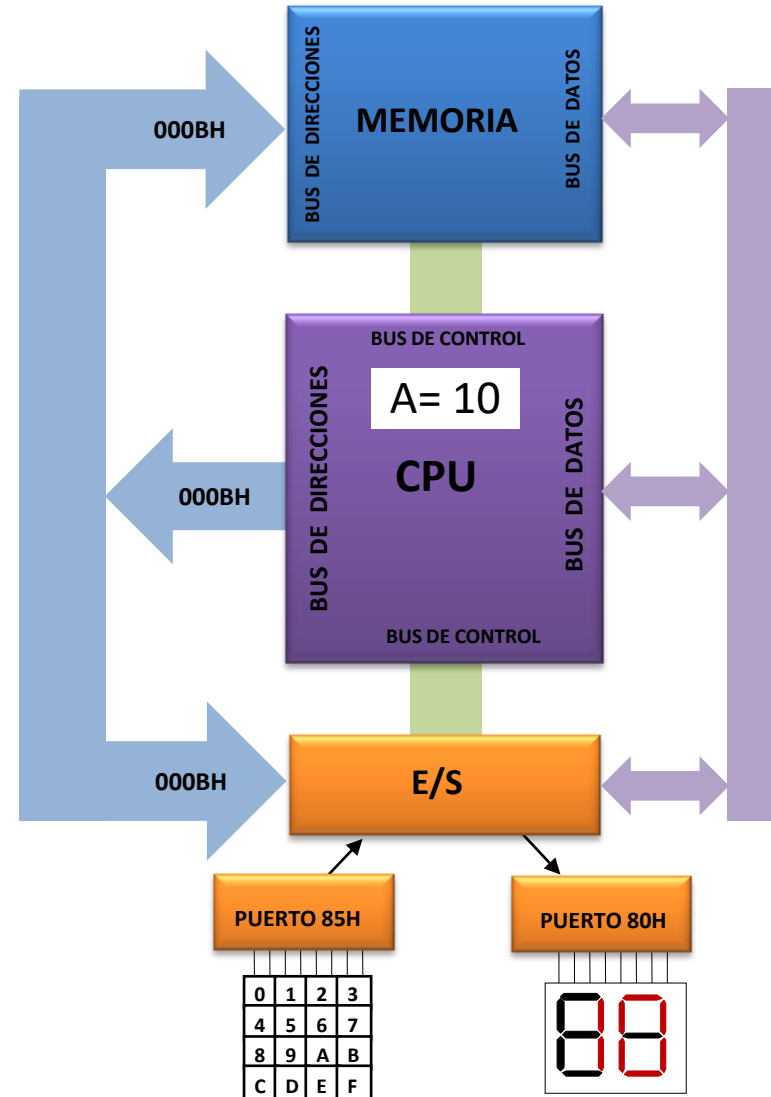 000BH
BUS DE DIRECCIONES
MEMORIA
BUS DE DATOS
BUS DE CONTROL
A= 10
000BH
BUS DE DIRECCIONES
CPU
BUS DE DATOS
BUS DE CONTROL
000BH
E/S
PUERTO 85H
PUERTO 80H
0 1 2 3
4 5 6 7
8 9 A B
C D E F
10